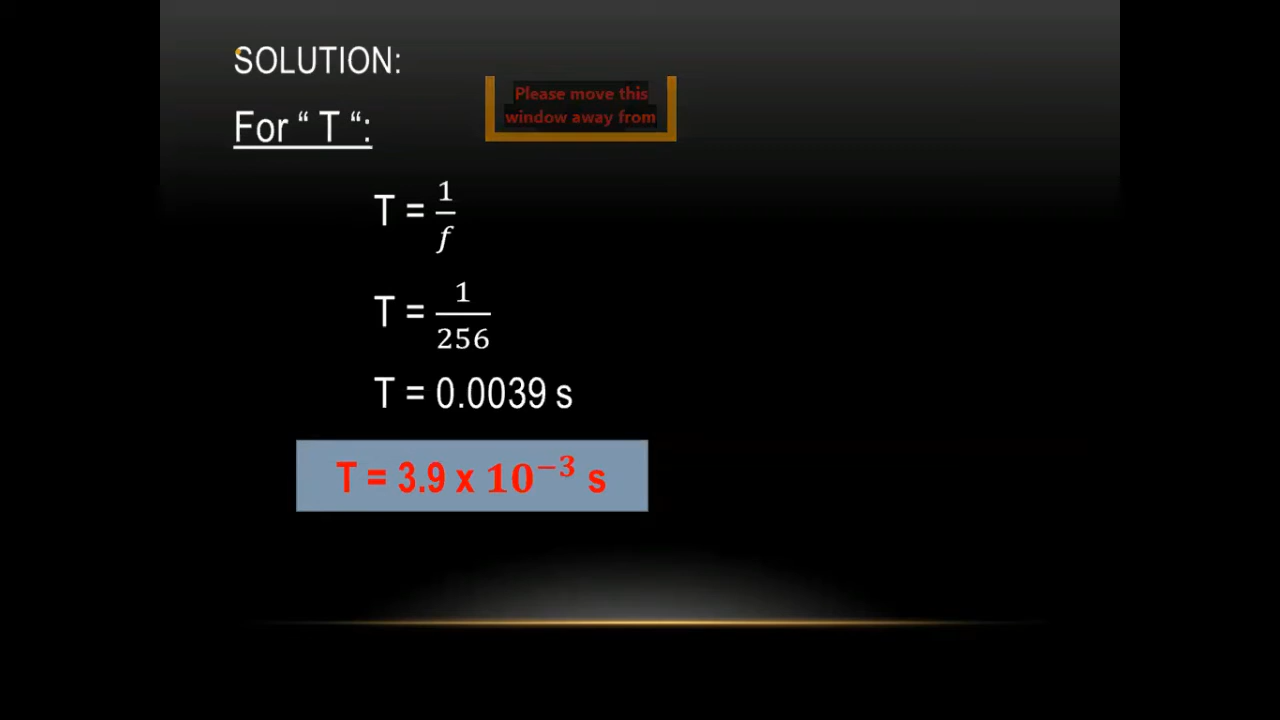 SOLUTION:
Please move this
window away from
For “ T “:
T = 1/f
T = 1/256
T = 0.0039 s
T = 3.9 x 10⁻³ s